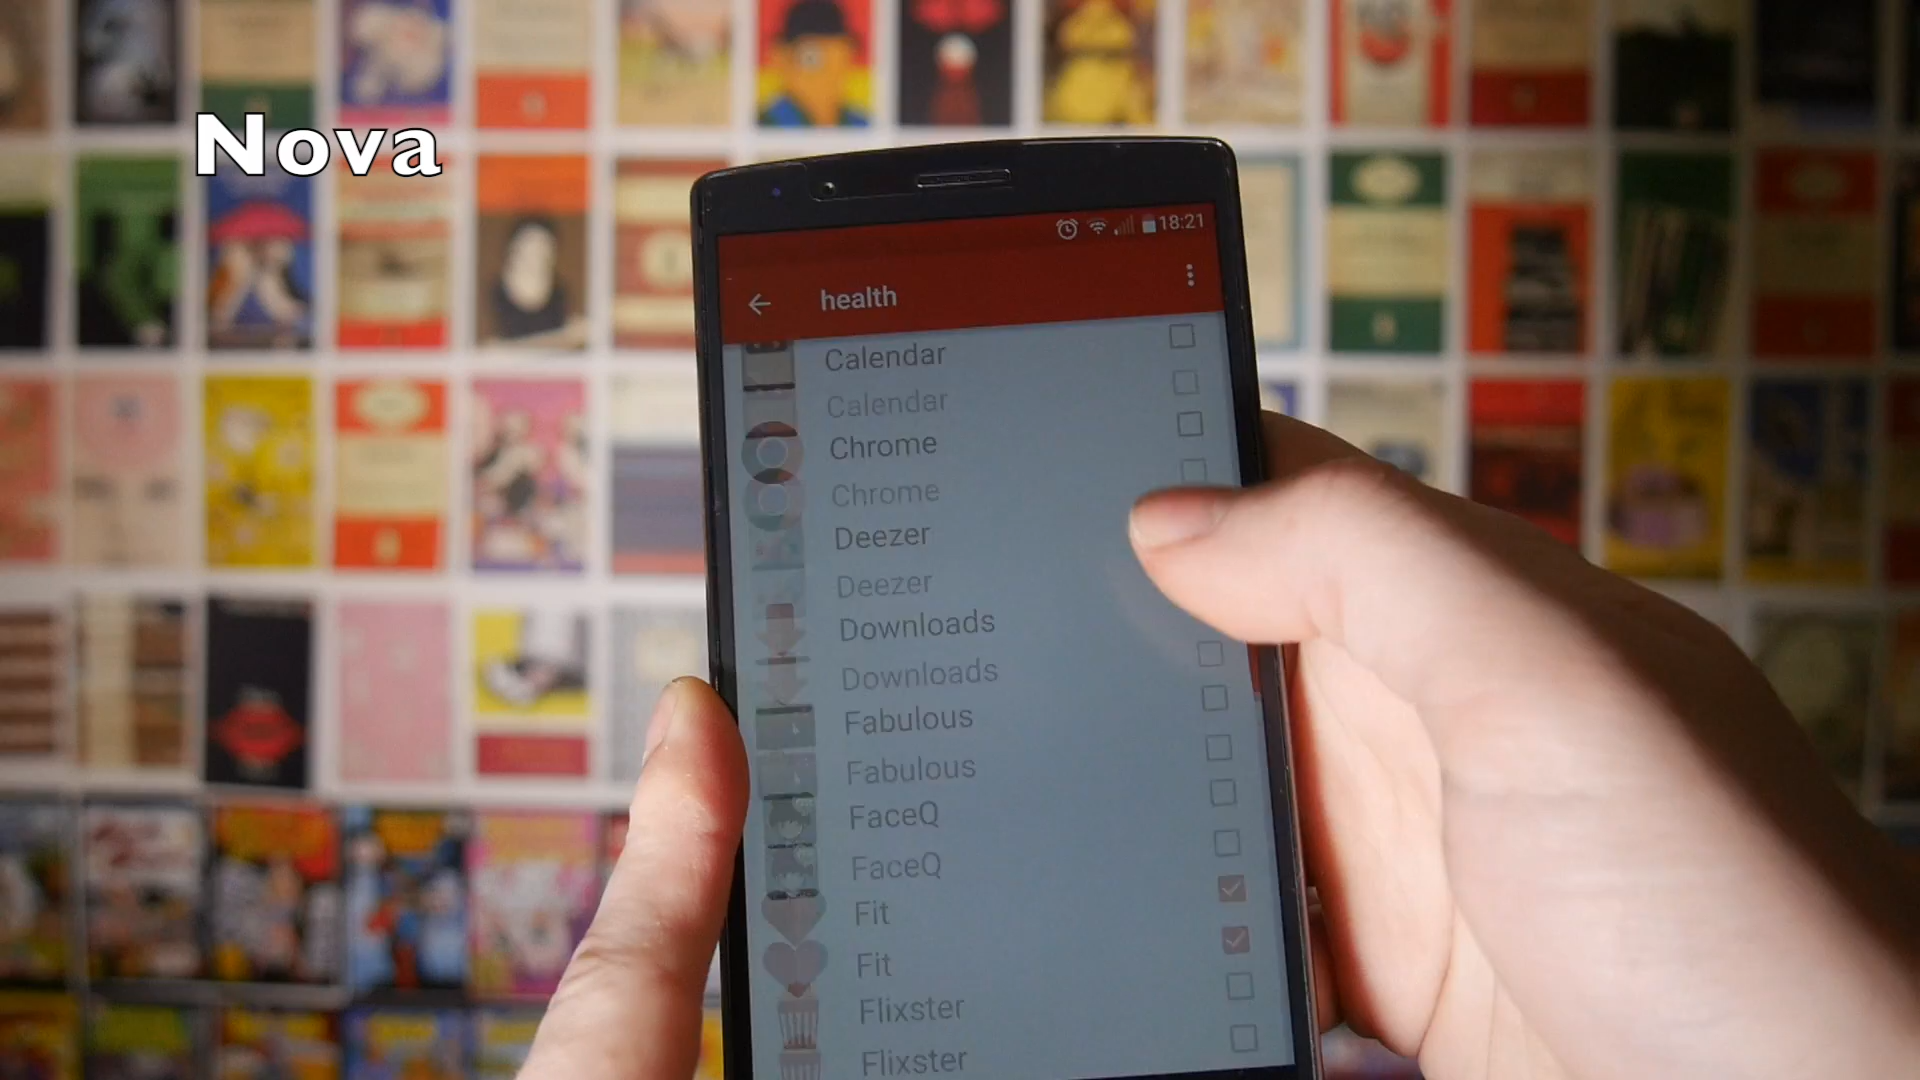 Nova
18:21
health
Calendar
Calendar
Chrome
Chrome
Deezer
Deezer
Downloads
Downloads
Fabulous
Fabulous
FaceQ
FaceQ
Fit
Fit
Flixster
Flixster